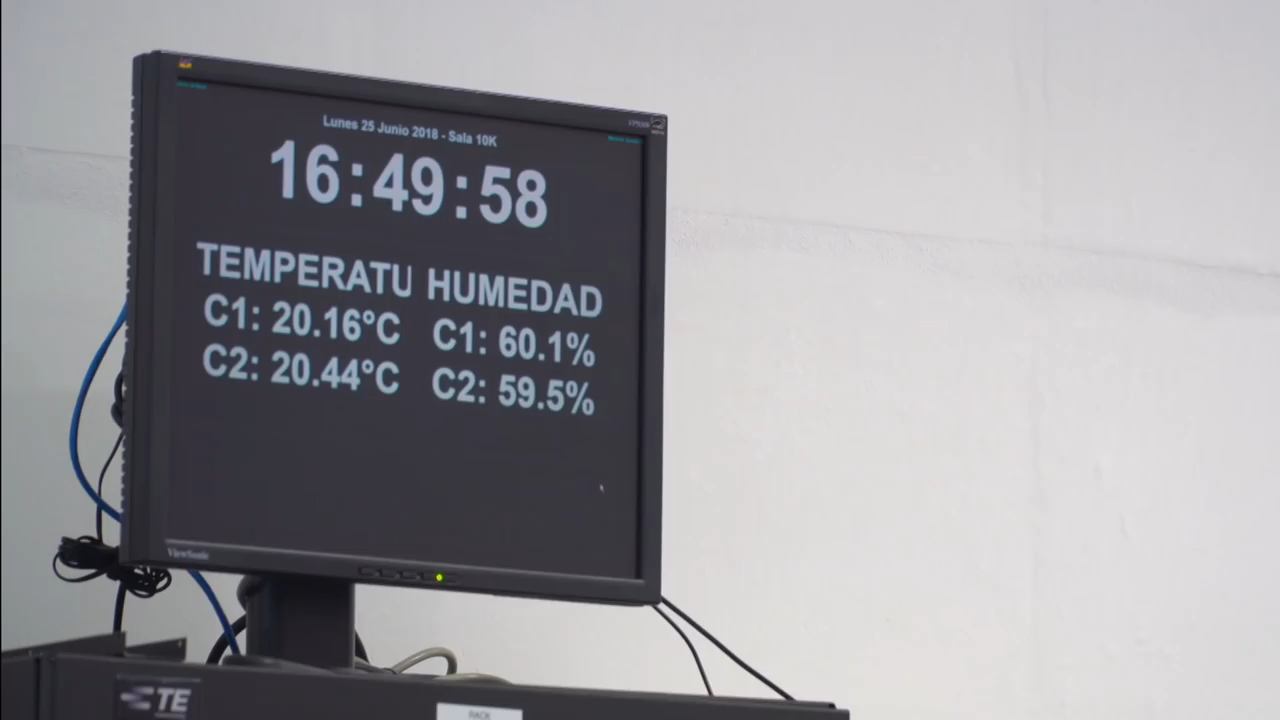 Lunes 25 Junio 2018 - Sala 10K
16:49:58
TEMPERATU HUMEDAD
C1: 20.16°C C1: 60.1%
C2: 20.44°C C2: 59.5%
ViewSonic
TE
RACK